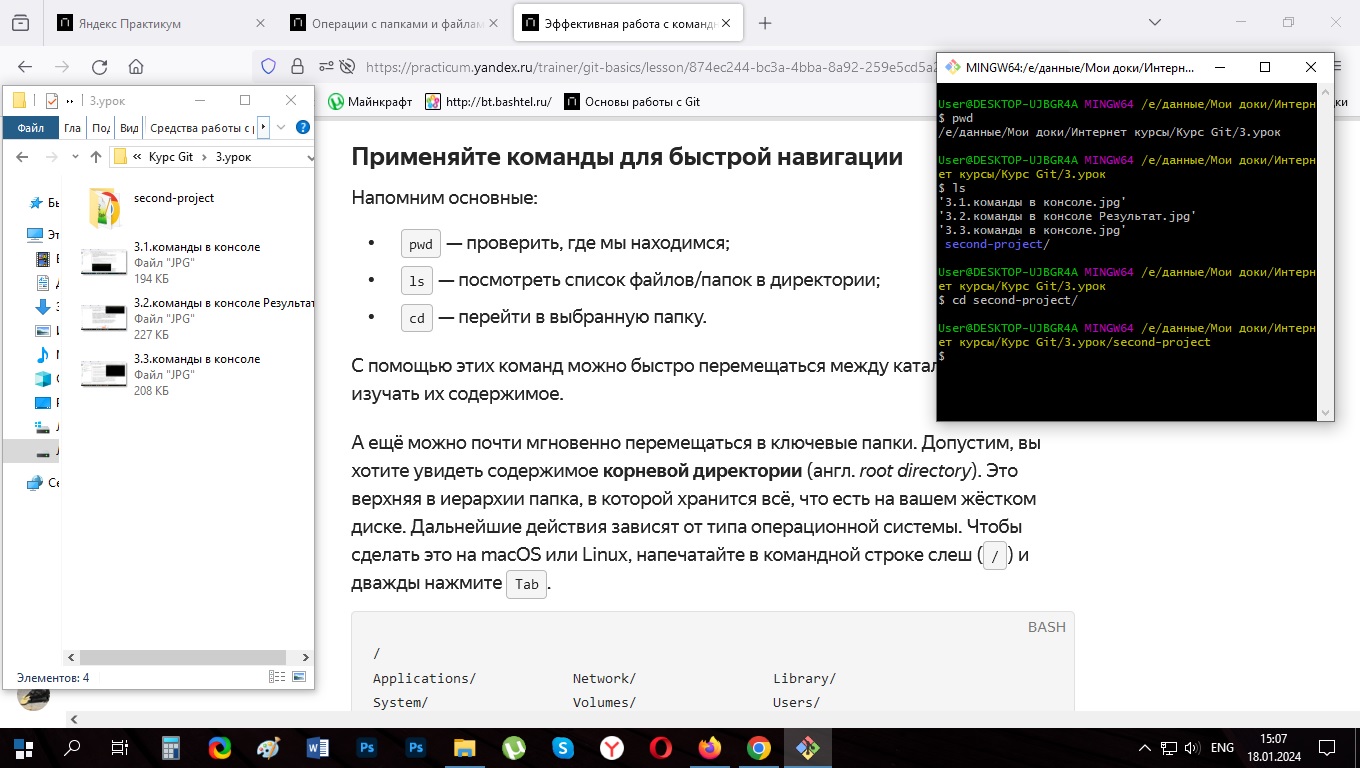 Яндекс Практикум
Операции с папками и файлам
Эффективная работа с команд
https://practicum.yandex.ru/trainer/git-basics/lesson/874ec244-bc3a-4bba-8a92-259e5cd5a2
Майнкрафт
http://bt.bashtel.ru/
Основы работы с Git
3.урок
Файл
Гла
Вид
Средства работы с
« Курс Git › 3.урок
second-project
3.1.команды в консоле
Файл "JPG"
194 КБ
3.2.команды в консоле Результат
Файл "JPG"
227 КБ
3.3.команды в консоле
Файл "JPG"
208 КБ
Элементов: 4
Применяйте команды для быстрой навигации
Напомним основные:
• pwd — проверить, где мы находимся;
• ls — посмотреть список файлов/папок в директории;
• cd — перейти в выбранную папку.
С помощью этих команд можно быстро перемещаться между катал
изучать их содержимое.
А ещё можно почти мгновенно перемещаться в ключевые папки. Допустим, вы
хотите увидеть содержимое корневой директории (англ. root directory). Это
верхняя в иерархии папка, в которой хранится всё, что есть на вашем жёстком
диске. Дальнейшие действия зависят от типа операционной системы. Чтобы
сделать это на macOS или Linux, напечатайте в командной строке слеш ( / ) и
дважды нажмите Tab .
BASH
/
Applications/ Network/ Library/
System/ Volumes/ Users/
MINGW64:/e/данные/Мои доки/Интерн...
User@DESKTOP-UJBGR4A MINGW64 /e/данные/Мои доки/Интерн
$ pwd
/e/данные/Мои доки/Интернет курсы/Курс Git/3.урок
User@DESKTOP-UJBGR4A MINGW64 /e/данные/Мои доки/Интерн
ет курсы/Курс Git/3.урок
$ ls
'3.1.команды в консоле.jpg'
'3.2.команды в консоле Результат.jpg'
'3.3.команды в консоле.jpg'
second-project/
User@DESKTOP-UJBGR4A MINGW64 /e/данные/Мои доки/Интерн
ет курсы/Курс Git/3.урок
$ cd second-project/
User@DESKTOP-UJBGR4A MINGW64 /e/данные/Мои доки/Интерн
ет курсы/Курс Git/3.урок/second-project
$
ENG
15:07
18.01.2024